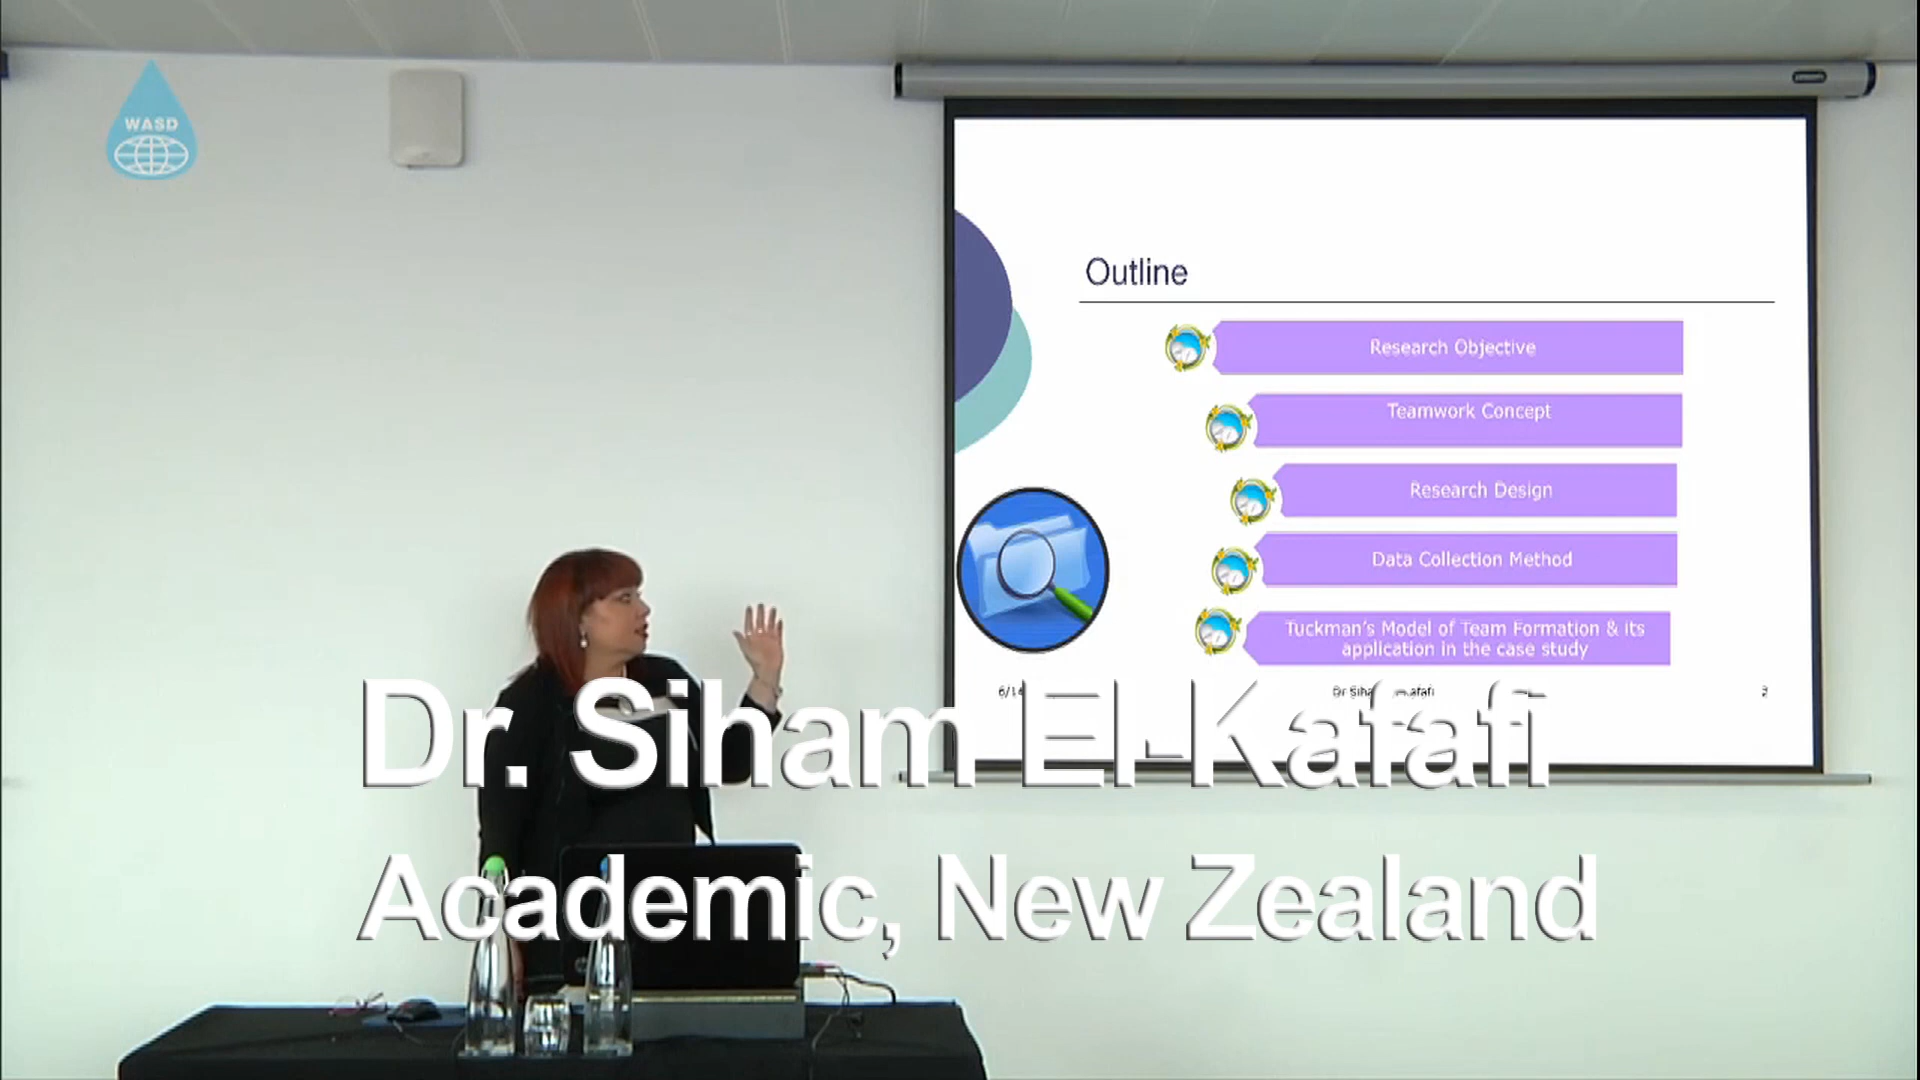 WASD
Outline
Research Objective
Teamwork Concept
Research Design
Data Collection Method
Tuckman's Model of Team Formation & its
application in the case study
Dr. Siham El-Kafafi
Academic, New Zealand